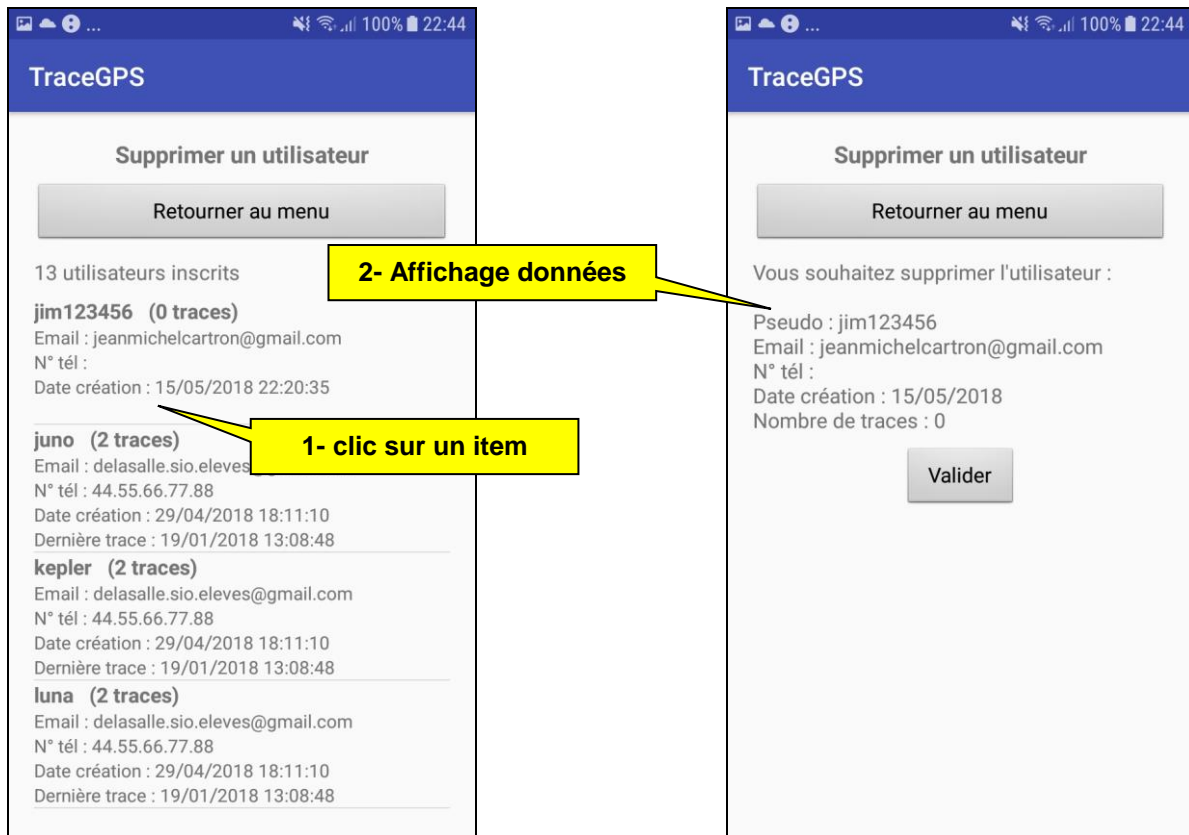 ... 100% 22:44
TraceGPS
Supprimer un utilisateur
Retourner au menu
13 utilisateurs inscrits
jim123456 (0 traces)
Email : jeanmichelcartron@gmail.com
N° tél :
Date création : 15/05/2018 22:20:35
juno (2 traces)
Email : delasalle.sio.eleves
N° tél : 44.55.66.77.88
Date création : 29/04/2018 18:11:10
Dernière trace : 19/01/2018 13:08:48
kepler (2 traces)
Email : delasalle.sio.eleves@gmail.com
N° tél : 44.55.66.77.88
Date création : 29/04/2018 18:11:10
Dernière trace : 19/01/2018 13:08:48
luna (2 traces)
Email : delasalle.sio.eleves@gmail.com
N° tél : 44.55.66.77.88
Date création : 29/04/2018 18:11:10
Dernière trace : 19/01/2018 13:08:48
1- clic sur un item
2- Affichage données
... 100% 22:44
TraceGPS
Supprimer un utilisateur
Retourner au menu
Vous souhaitez supprimer l'utilisateur :
Pseudo : jim123456
Email : jeanmichelcartron@gmail.com
N° tél :
Date création : 15/05/2018
Nombre de traces : 0
Valider